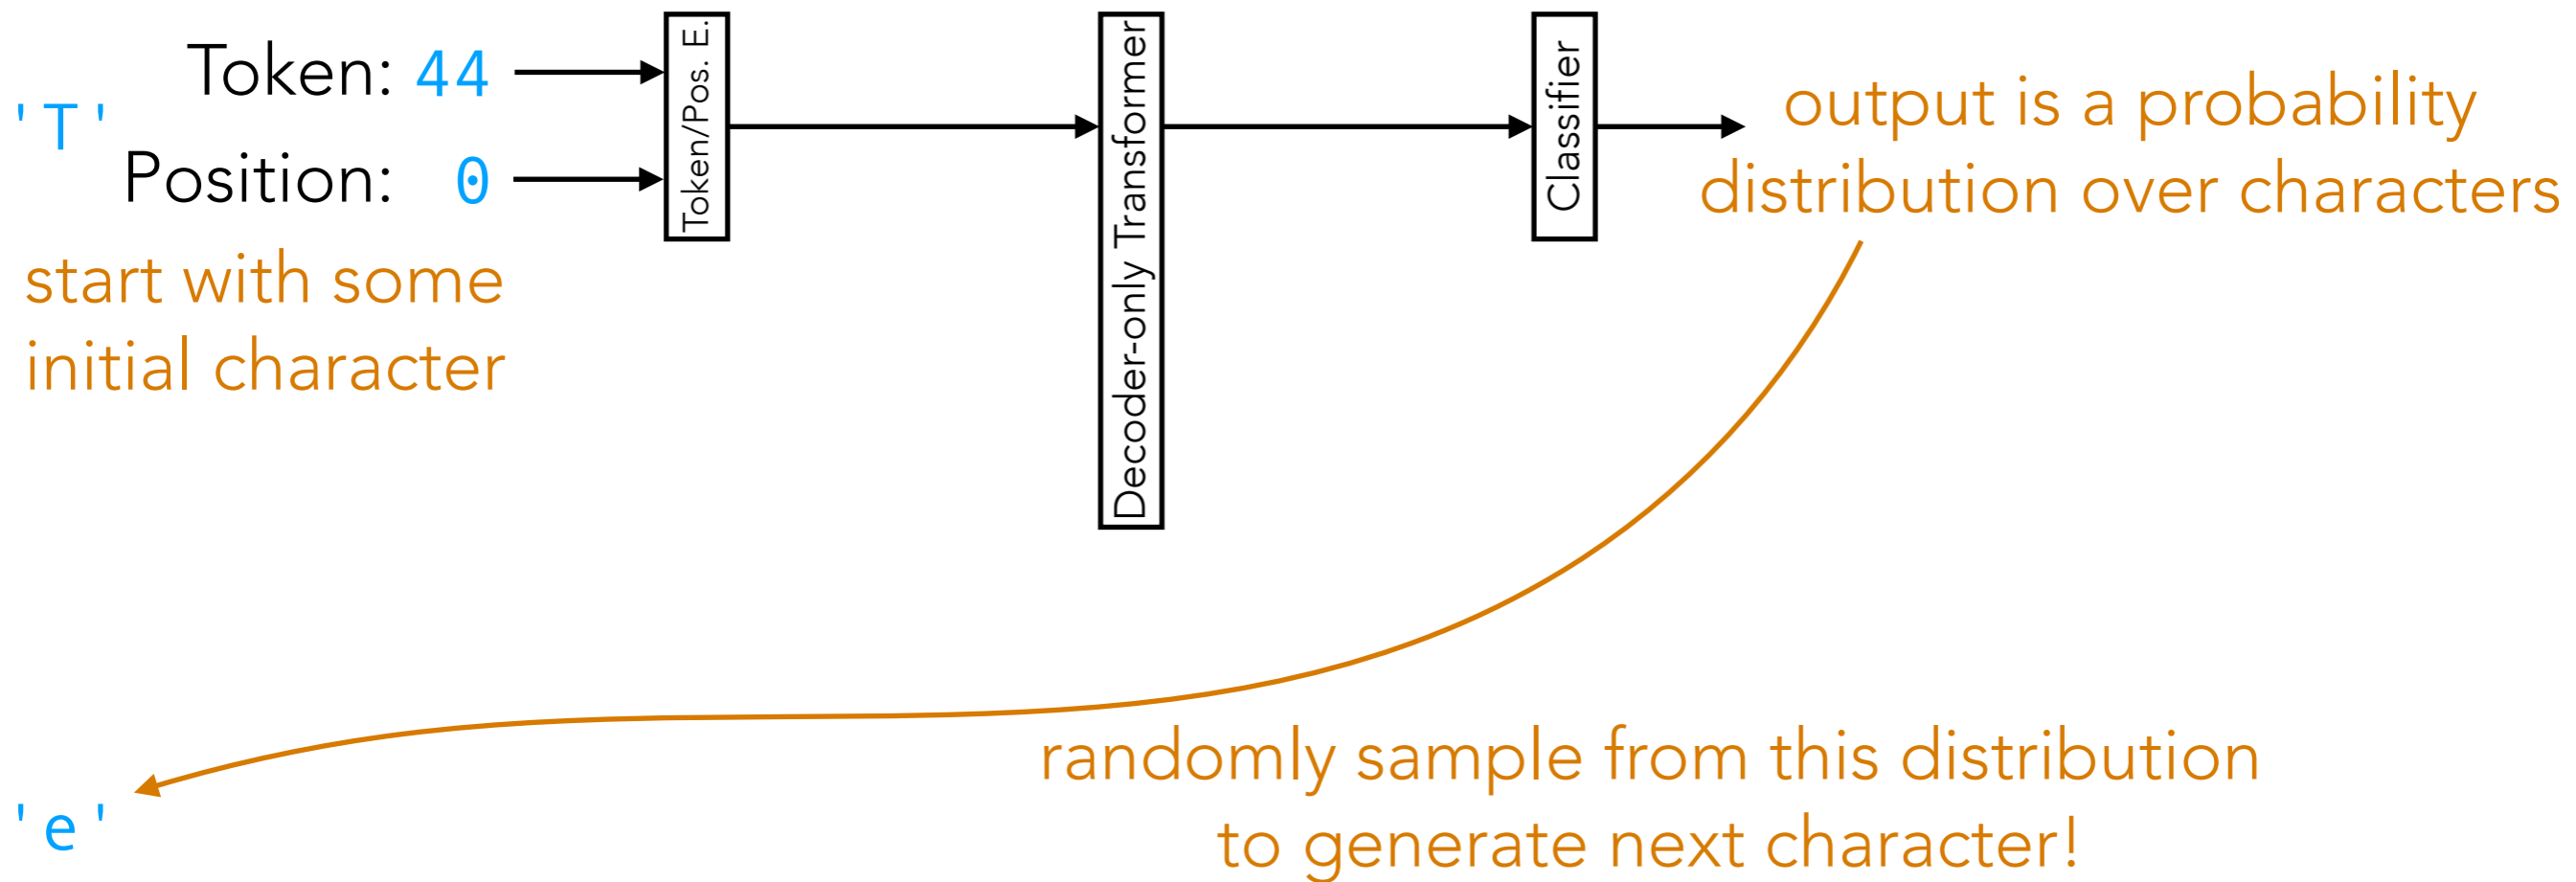 Token: 44
'T'
Position: 0
start with some
initial character
Token/Pos. E.
Decoder-only Transformer
Classifier
output is a probability
distribution over characters
randomly sample from this distribution
to generate next character!
'e'